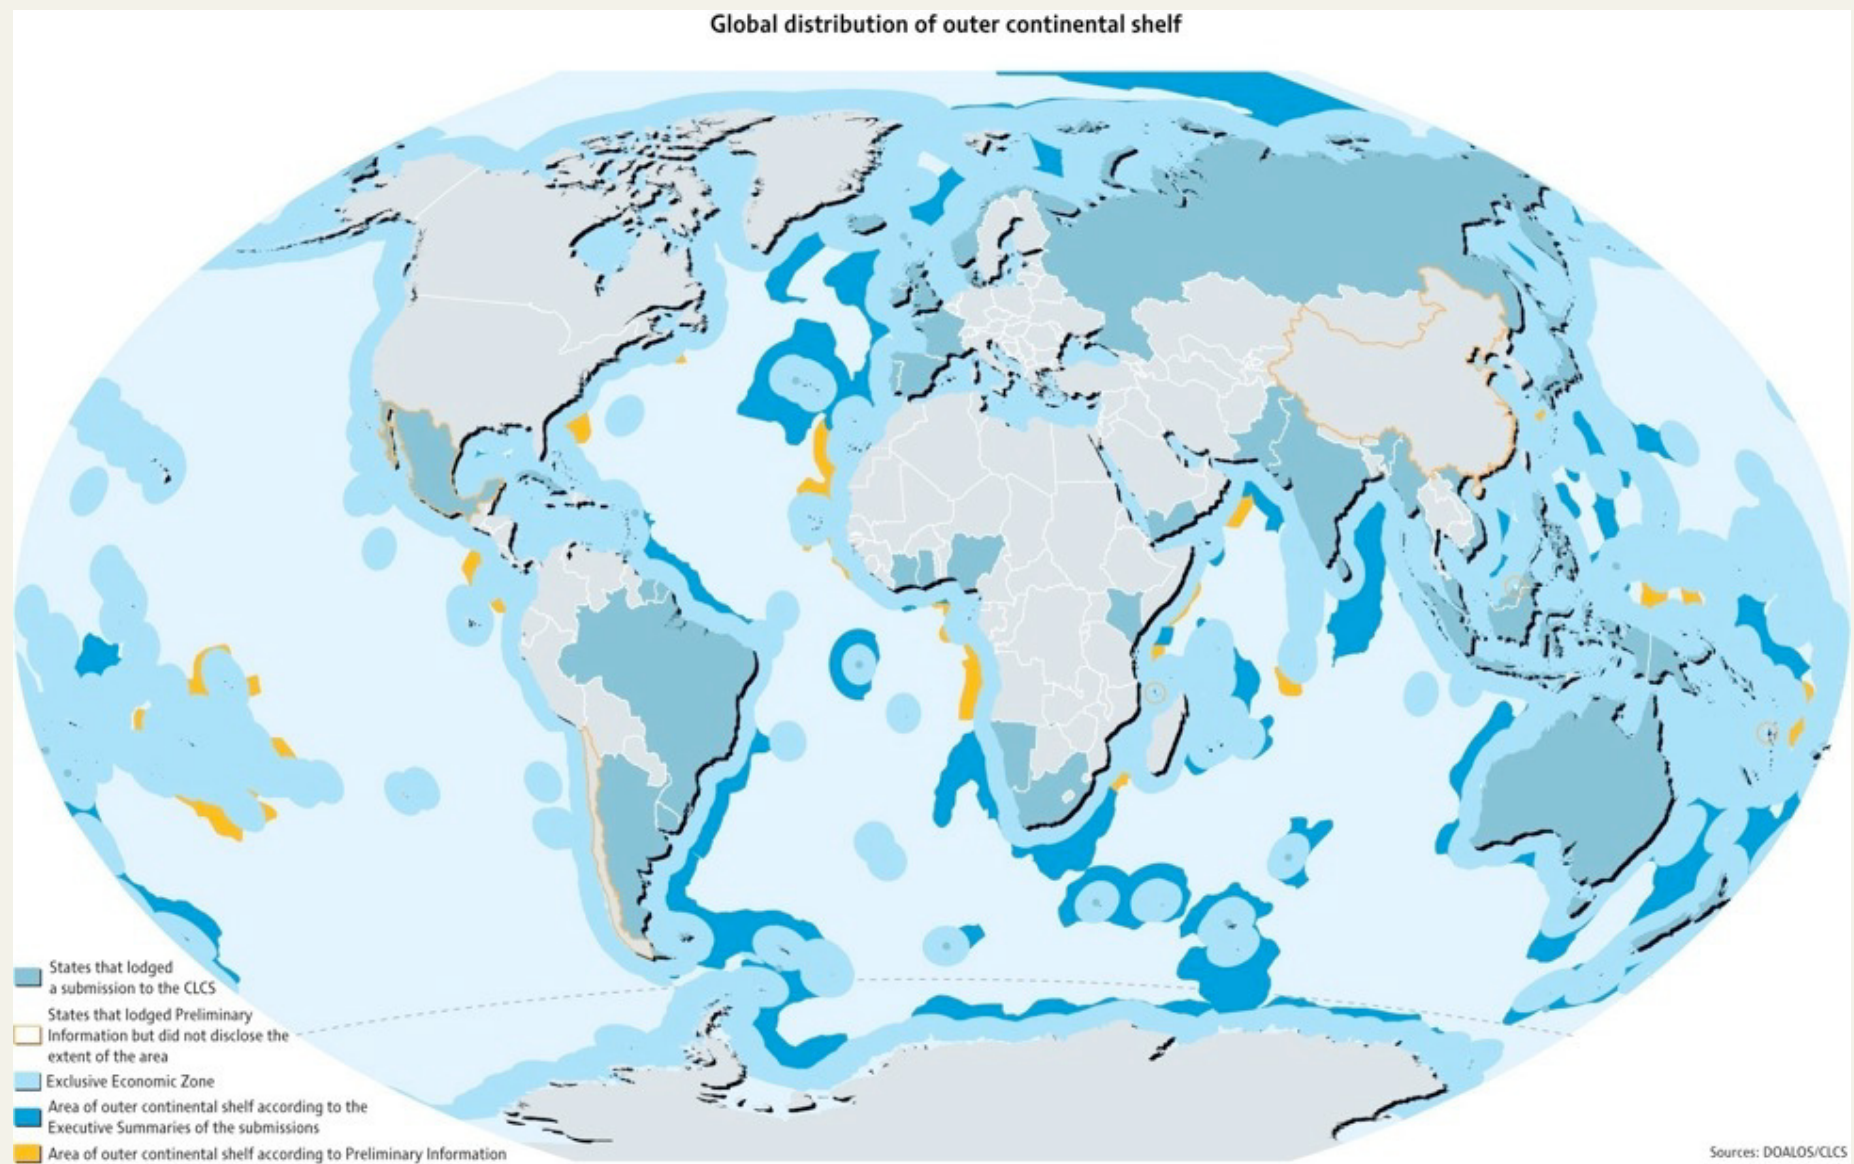 Global distribution of outer continental shelf
States that lodged
a submission to the CLCS
States that lodged Preliminary
Information but did not disclose the
extent of the area
Exclusive Economic Zone
Area of outer continental shelf according to the
Executive Summaries of the submissions
Area of outer continental shelf according to Preliminary Information
Sources: DOALOS/CLCS